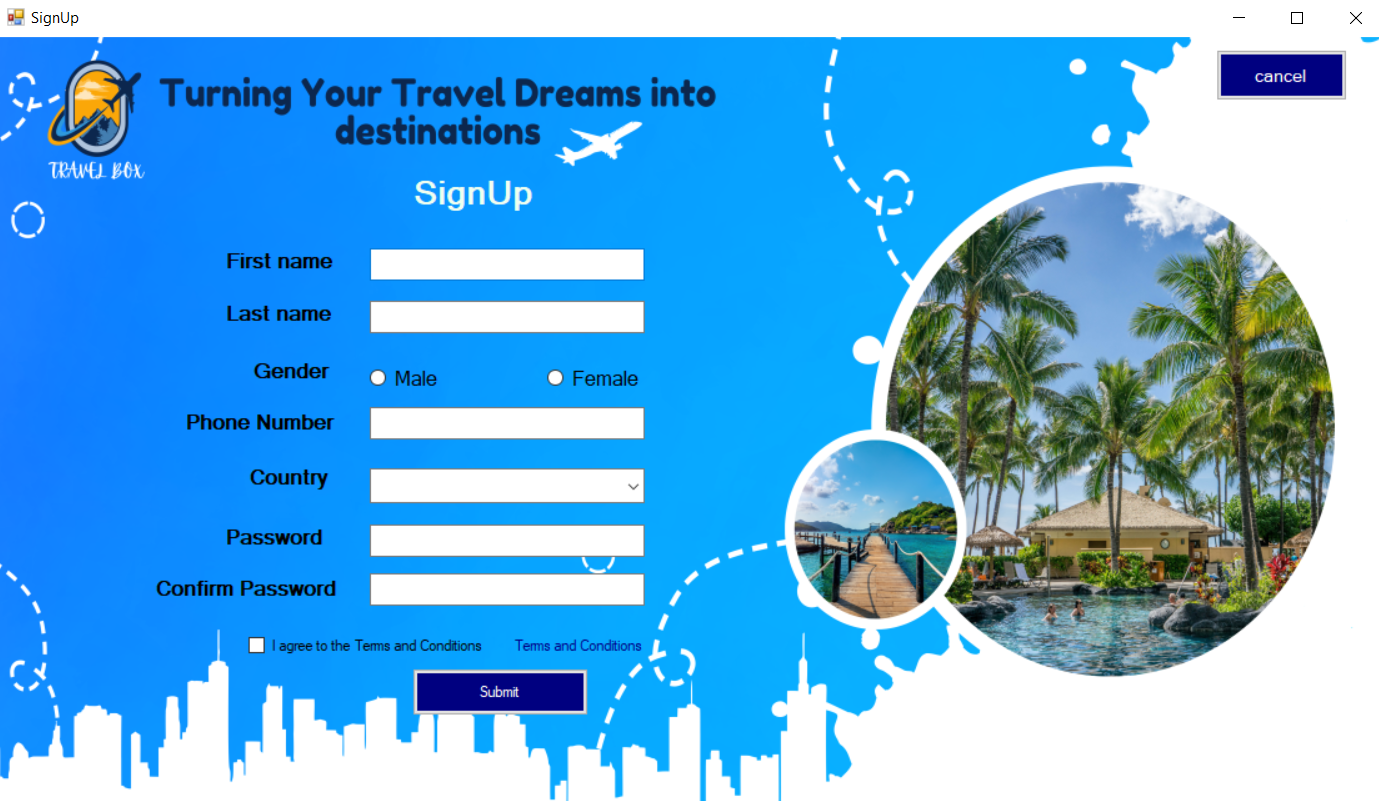 SignUp
cancel
Turning Your Travel Dreams into
destinations
TRAVEL BOX
SignUp
First name
Last name
Gender
Male
Female
Phone Number
Country
Password
Confirm Password
I agree to the Terms and Conditions
Terms and Conditions
Submit